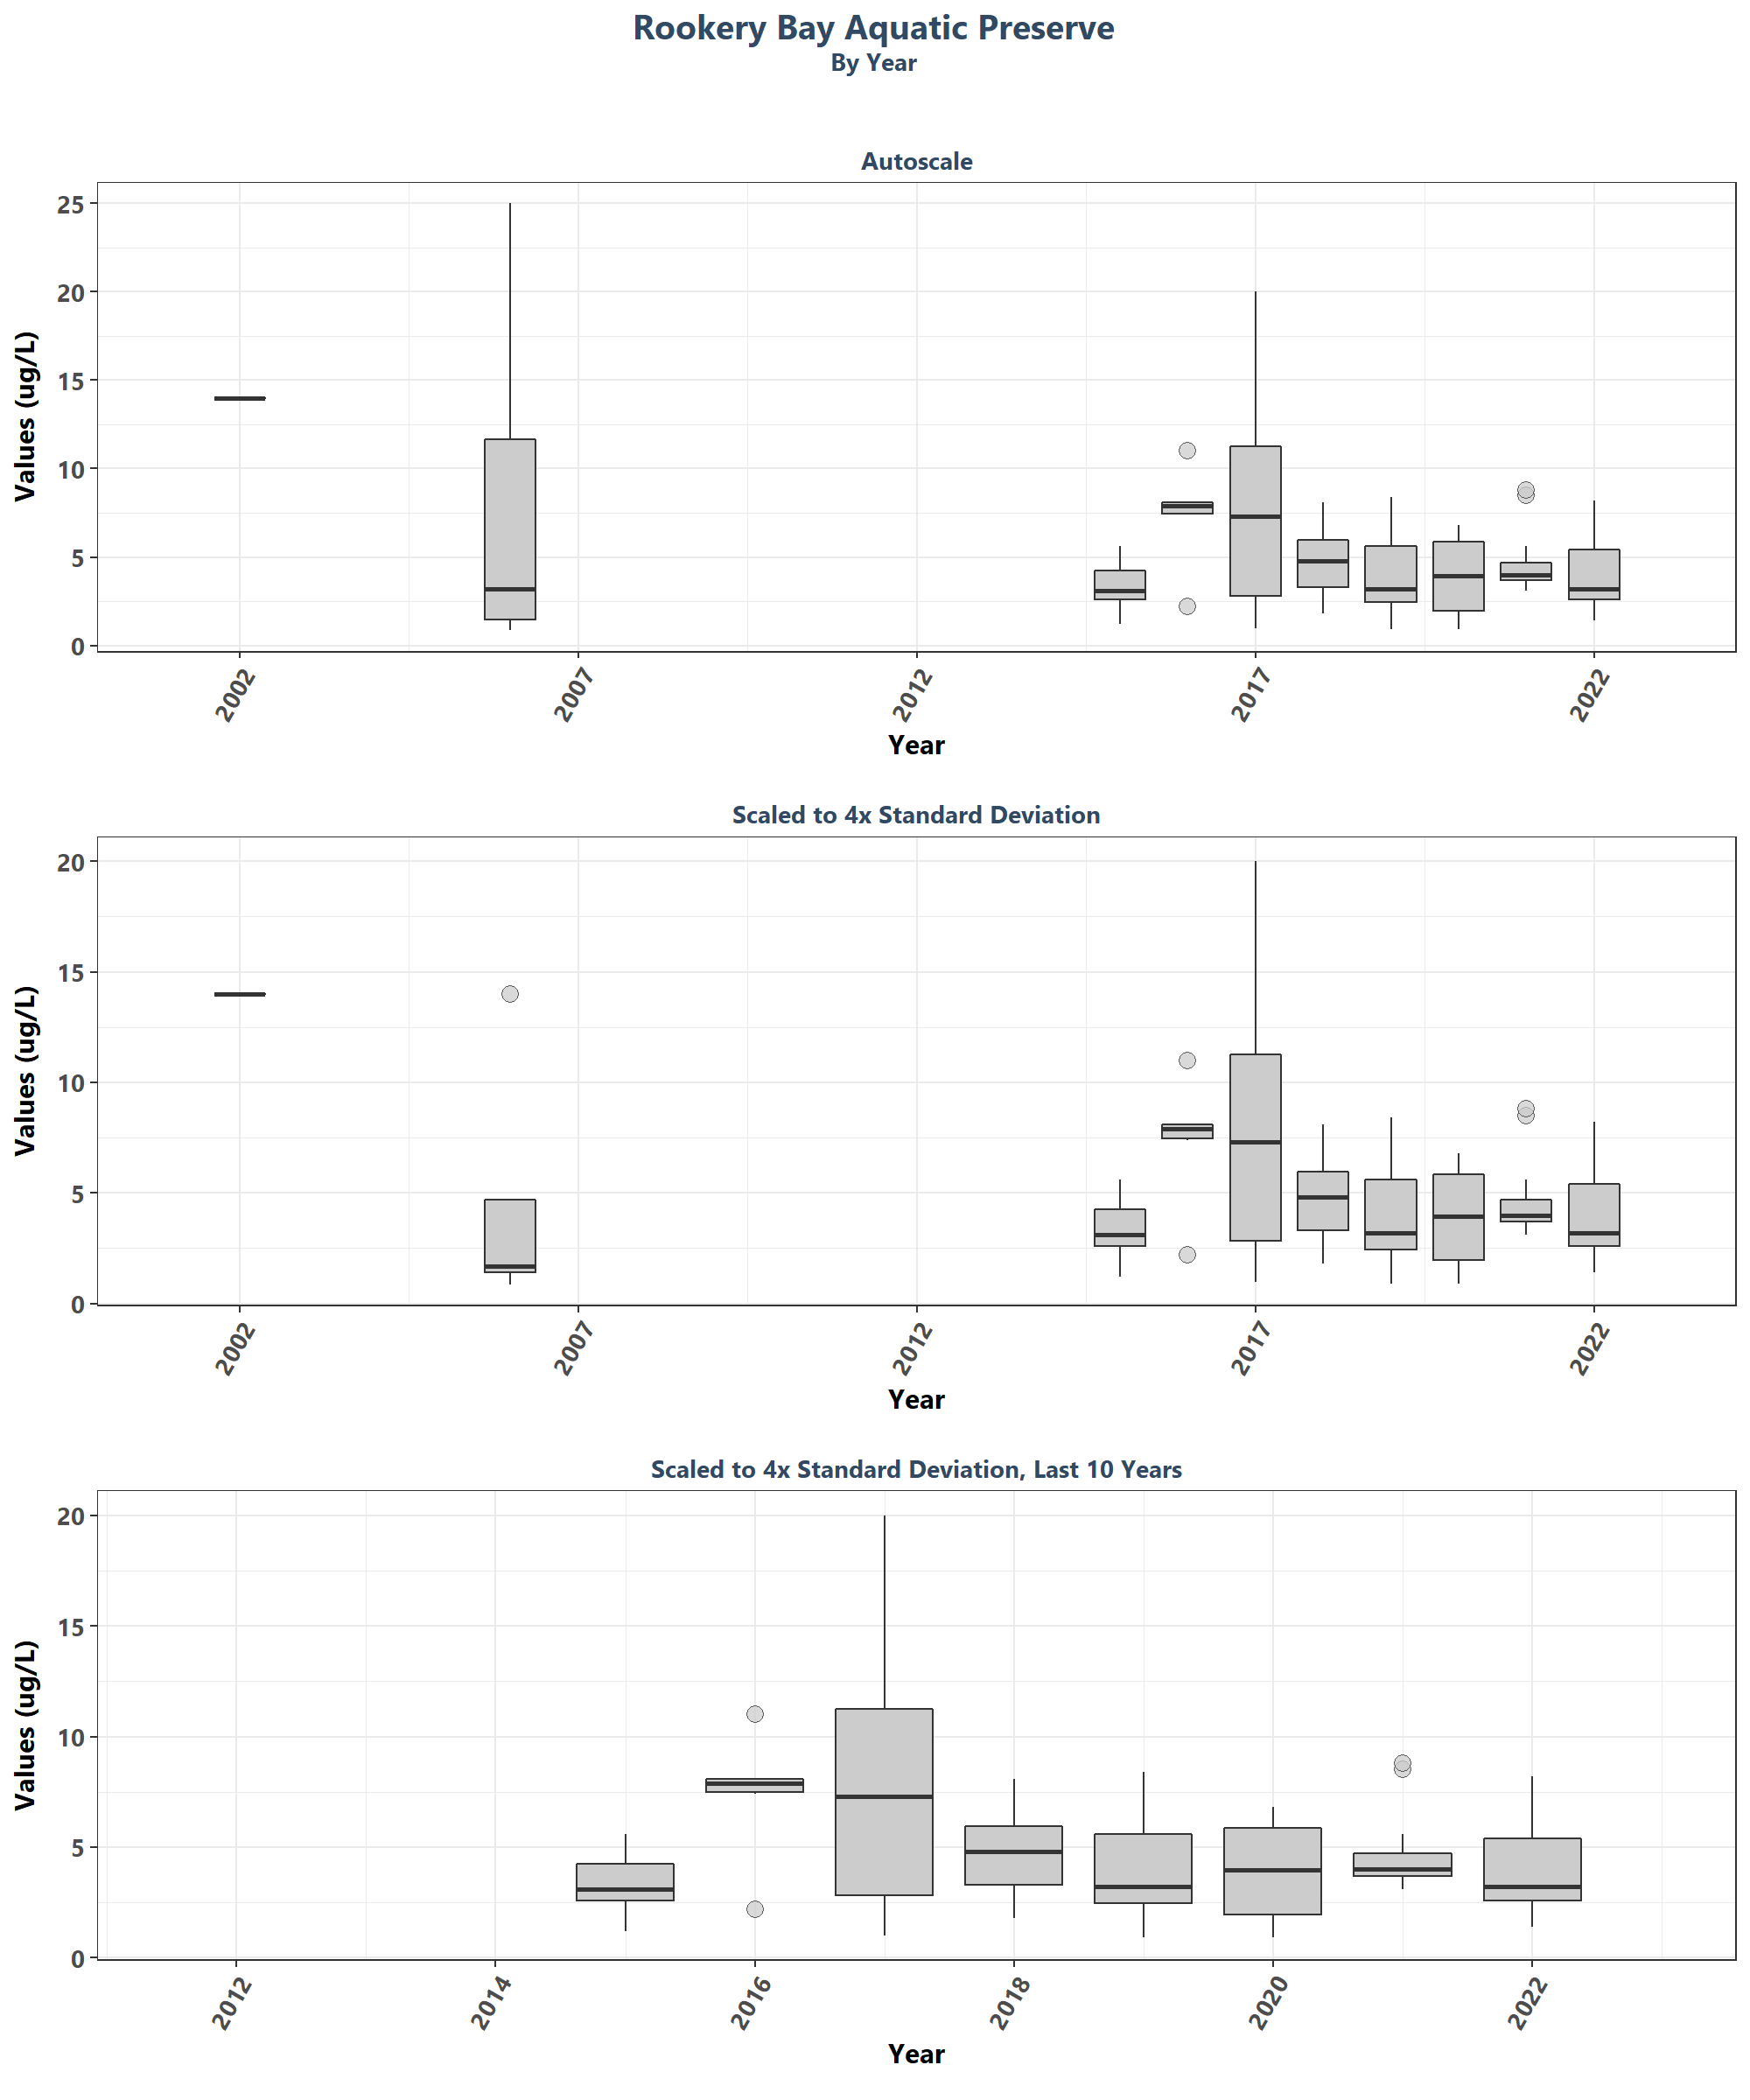 Rookery Bay Aquatic Preserve
By Year
Autoscale
Values (ug/L)
25
20
15
10
5
0
2002 2007 2012 2017 2022
Year
Scaled to 4x Standard Deviation
Values (ug/L)
20
15
10
5
0
2002 2007 2012 2017 2022
Year
Scaled to 4x Standard Deviation, Last 10 Years
Values (ug/L)
20
15
10
5
0
2012 2014 2016 2018 2020 2022
Year